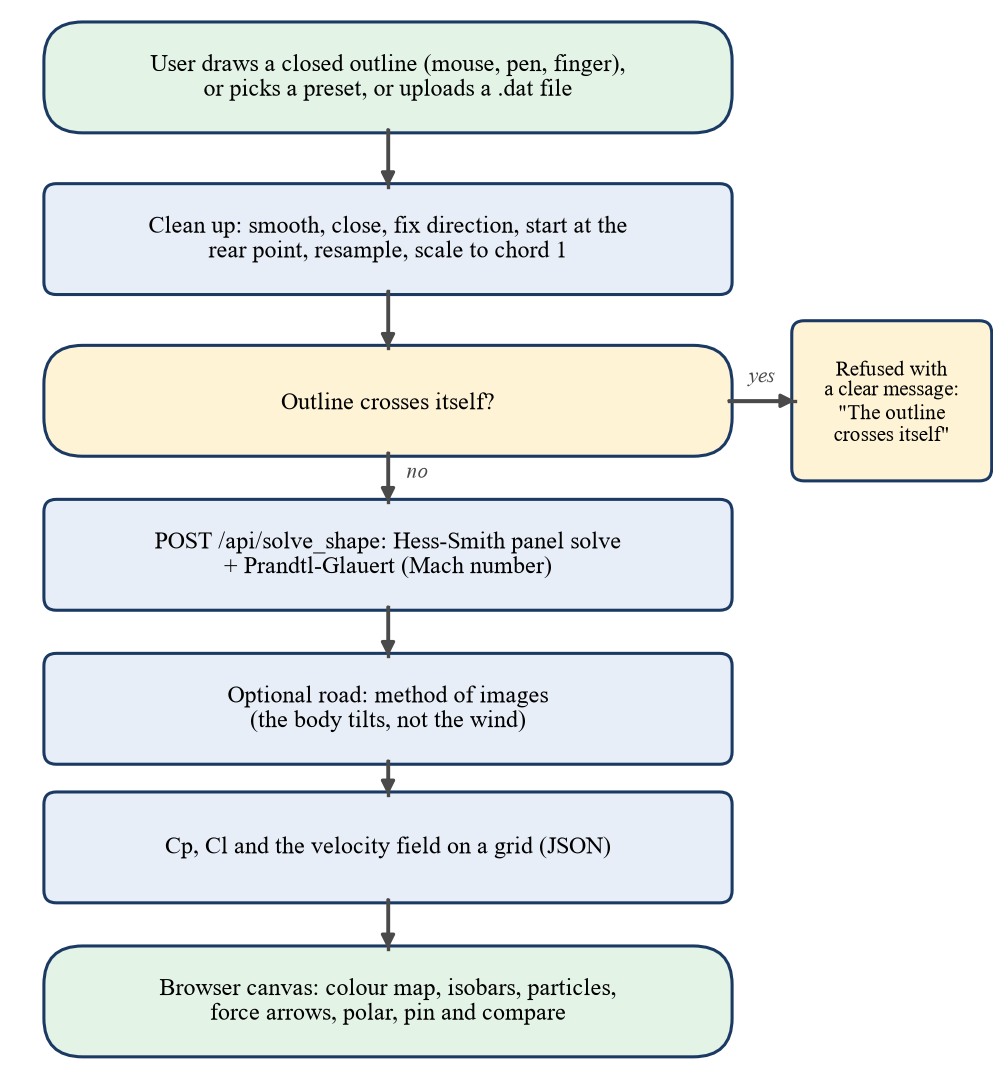 User draws a closed outline (mouse, pen, finger),
or picks a preset, or uploads a .dat file
Clean up: smooth, close, fix direction, start at the
rear point, resample, scale to chord 1
Outline crosses itself?
yes
Refused with
a clear message:
"The outline
crosses itself"
no
POST /api/solve_shape: Hess-Smith panel solve
+ Prandtl-Glauert (Mach number)
Optional road: method of images
(the body tilts, not the wind)
Cp, Cl and the velocity field on a grid (JSON)
Browser canvas: colour map, isobars, particles,
force arrows, polar, pin and compare